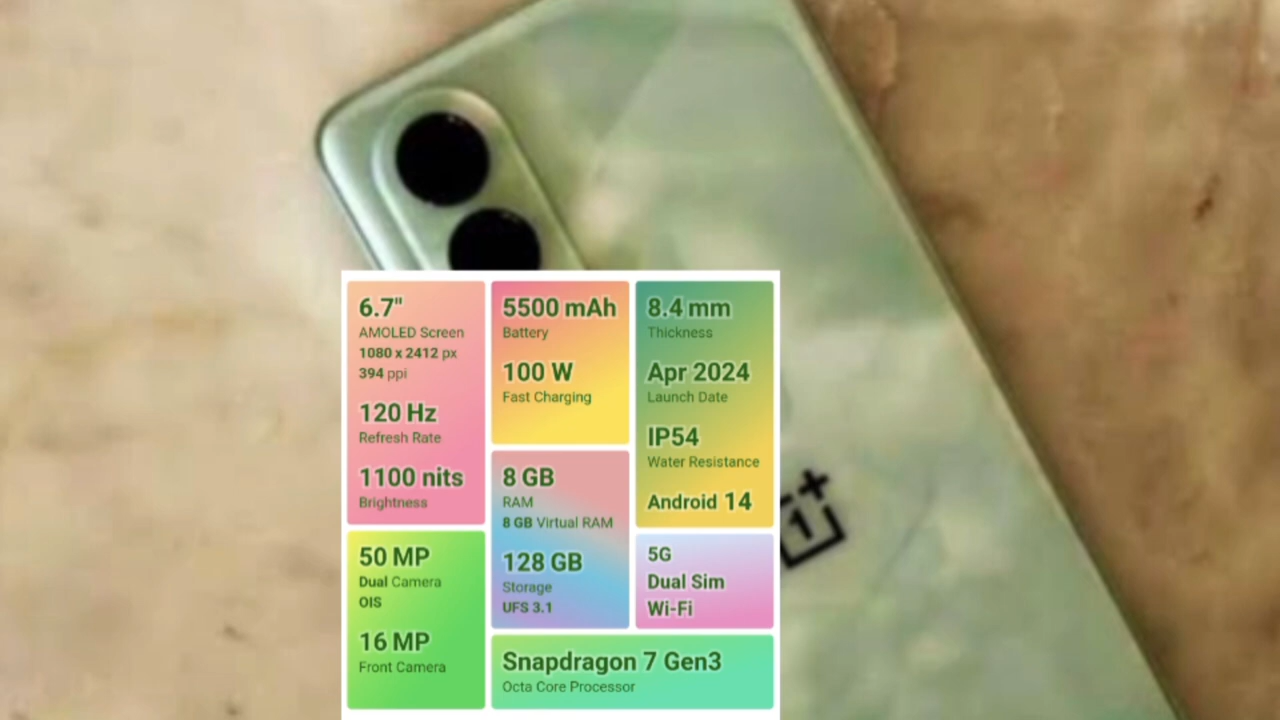 6.7"
AMOLED Screen
1080 x 2412 px
394 ppi
120 Hz
Refresh Rate
1100 nits
Brightness
50 MP
Dual Camera
OIS
16 MP
Front Camera
5500 mAh
Battery
100 W
Fast Charging
8 GB
RAM
8 GB Virtual RAM
128 GB
Storage
UFS 3.1
8.4 mm
Thickness
Apr 2024
Launch Date
IP54
Water Resistance
Android 14
5G
Dual Sim
Wi-Fi
Snapdragon 7 Gen3
Octa Core Processor
1+